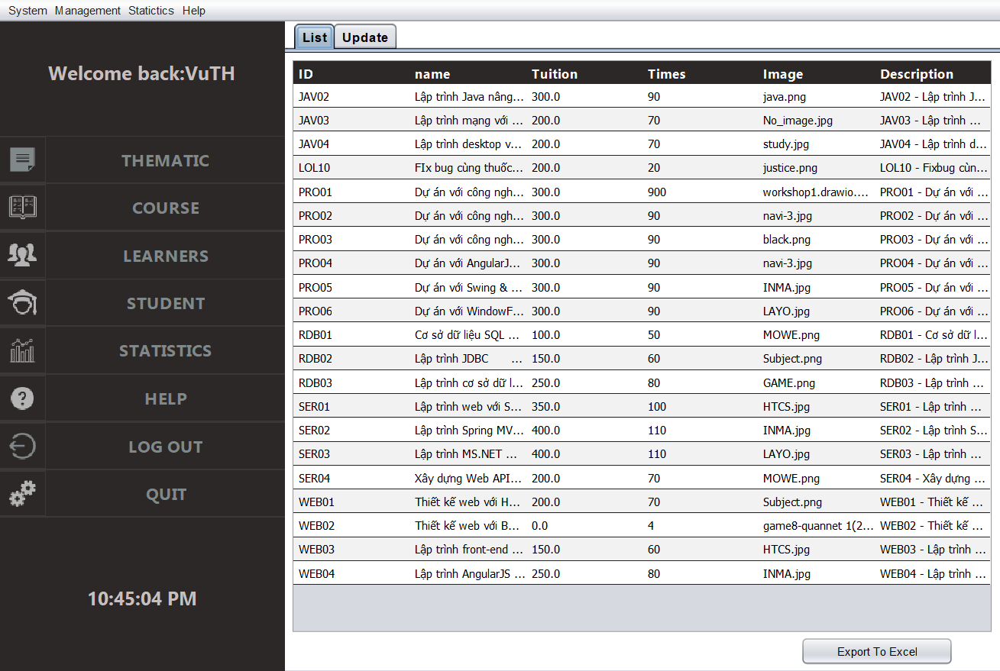 System Management Statictics Help
Welcome back:VuTH
THEMATIC
COURSE
LEARNERS
STUDENT
STATISTICS
HELP
LOG OUT
QUIT
10:45:04 PM
List Update
ID name Tuition Times Image Description
JAV02 Lập trình Java nâng... 300.0 90 java.png JAV02 - Lập trình J...
JAV03 Lập trình mạng với ... 200.0 70 No_image.jpg JAV03 - Lập trình ...
JAV04 Lập trình desktop v... 200.0 70 study.jpg JAV04 - Lập trình d...
LOL10 FIx bug cùng thuốc... 200.0 20 justice.png LOL10 - Fixbug cùn...
PRO01 Dự án với công ngh... 300.0 900 workshop1.drawio.... PRO01 - Dự án với ...
PRO02 Dự án với công ngh... 300.0 90 navi-3.jpg PRO02 - Dự án với ...
PRO03 Dự án với công ngh... 300.0 90 black.png PRO03 - Dự án với ...
PRO04 Dự án với AngularJ... 300.0 90 navi-3.jpg PRO04 - Dự án với ...
PRO05 Dự án với Swing & ... 300.0 90 INMA.jpg PRO05 - Dự án với ...
PRO06 Dự án với WindowF... 300.0 90 LAYO.jpg PRO06 - Dự án với ...
RDB01 Cơ sở dữ liệu SQL ... 100.0 50 MOWE.png RDB01 - Cơ sở dữ l...
RDB02 Lập trình JDBC ... 150.0 60 Subject.png RDB02 - Lập trình J...
RDB03 Lập trình cơ sở dữ l... 250.0 80 GAME.png RDB03 - Lập trình ...
SER01 Lập trình web với S... 350.0 100 HTCS.jpg SER01 - Lập trình ...
SER02 Lập trình Spring MV... 400.0 110 INMA.jpg SER02 - Lập trình S...
SER03 Lập trình MS.NET ... 400.0 110 LAYO.jpg SER03 - Lập trình ...
SER04 Xây dựng Web API... 200.0 70 MOWE.png SER04 - Xây dựng ...
WEB01 Thiết kế web với H... 200.0 70 Subject.png WEB01 - Thiết kế ...
WEB02 Thiết kế web với B... 0.0 4 game8-quannet 1(2... WEB02 - Thiết kế ...
WEB03 Lập trình front-end ... 150.0 60 HTCS.jpg WEB03 - Lập trình ...
WEB04 Lập trình AngularJS ... 250.0 80 INMA.jpg WEB04 - Lập trình ...
Export To Excel